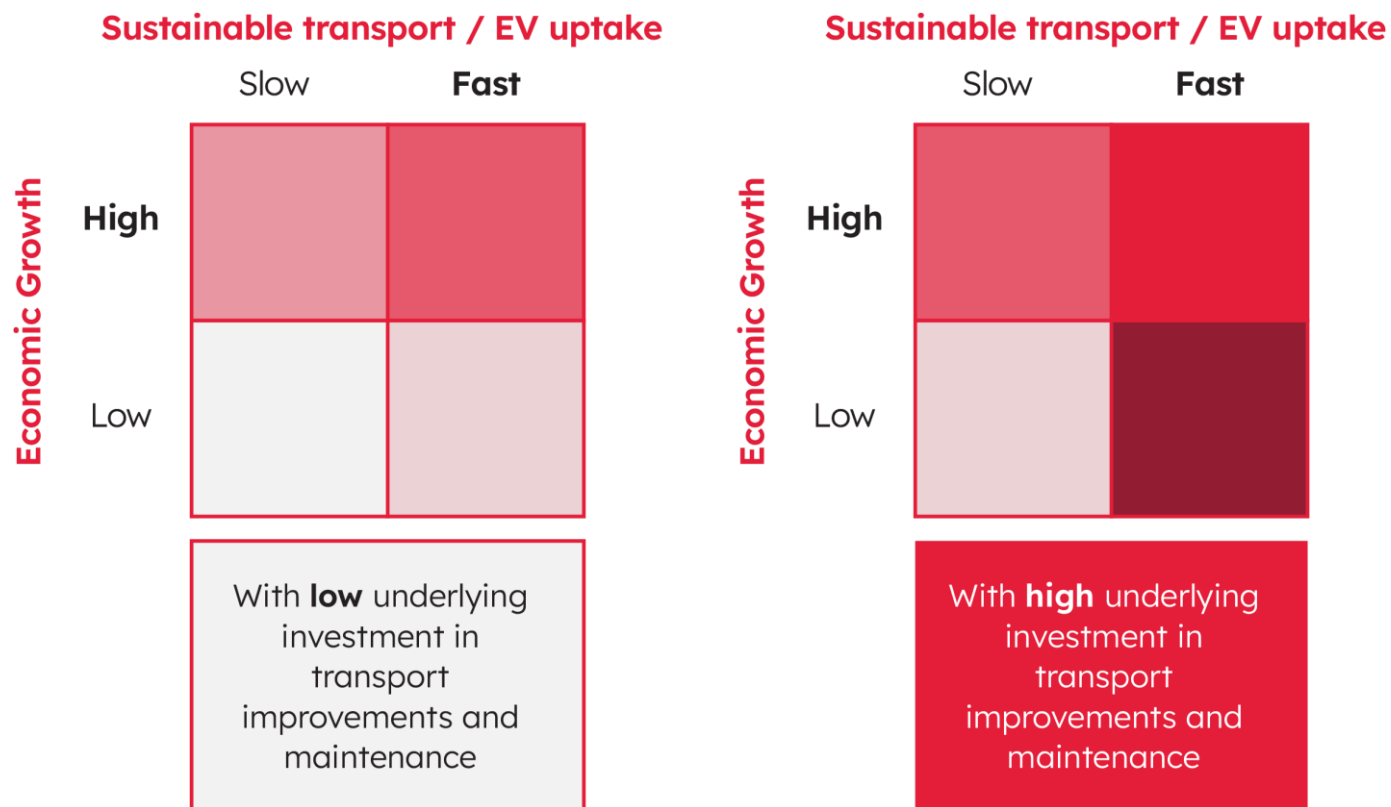 Sustainable transport / EV uptake
Slow Fast
Economic Growth
High
Low
With low underlying
investment in
transport
improvements and
maintenance
Sustainable transport / EV uptake
Slow Fast
Economic Growth
High
Low
With high underlying
investment in
transport
improvements and
maintenance